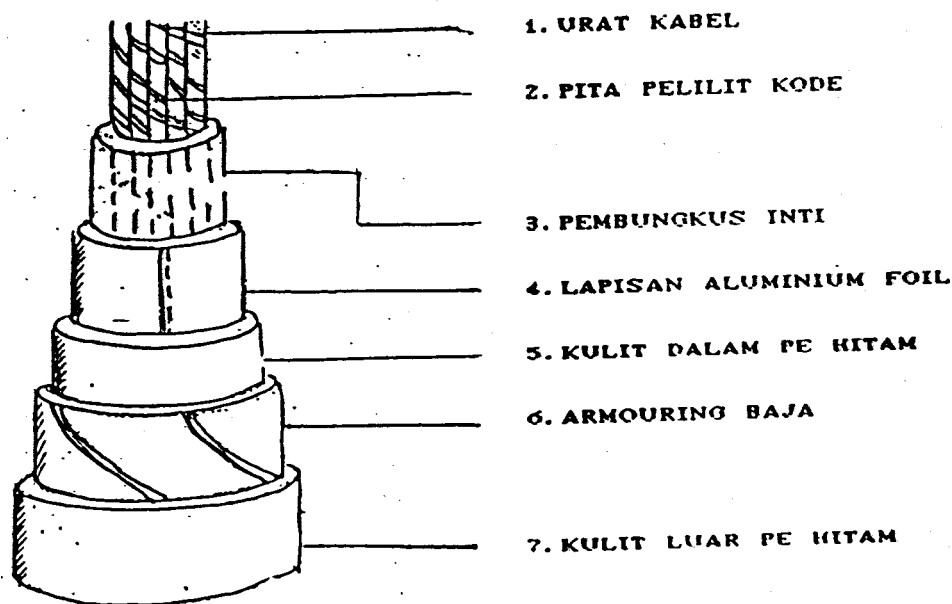 1. URAT KABEL
2. PITA PELILIT KODE
3. PEMBUNGKUS INTI
4. LAPISAN ALUMINIUM FOIL
5. KULIT DALAM PE HITAM
6. ARMOURING BAJA
7. KULIT LUAR PE HITAM